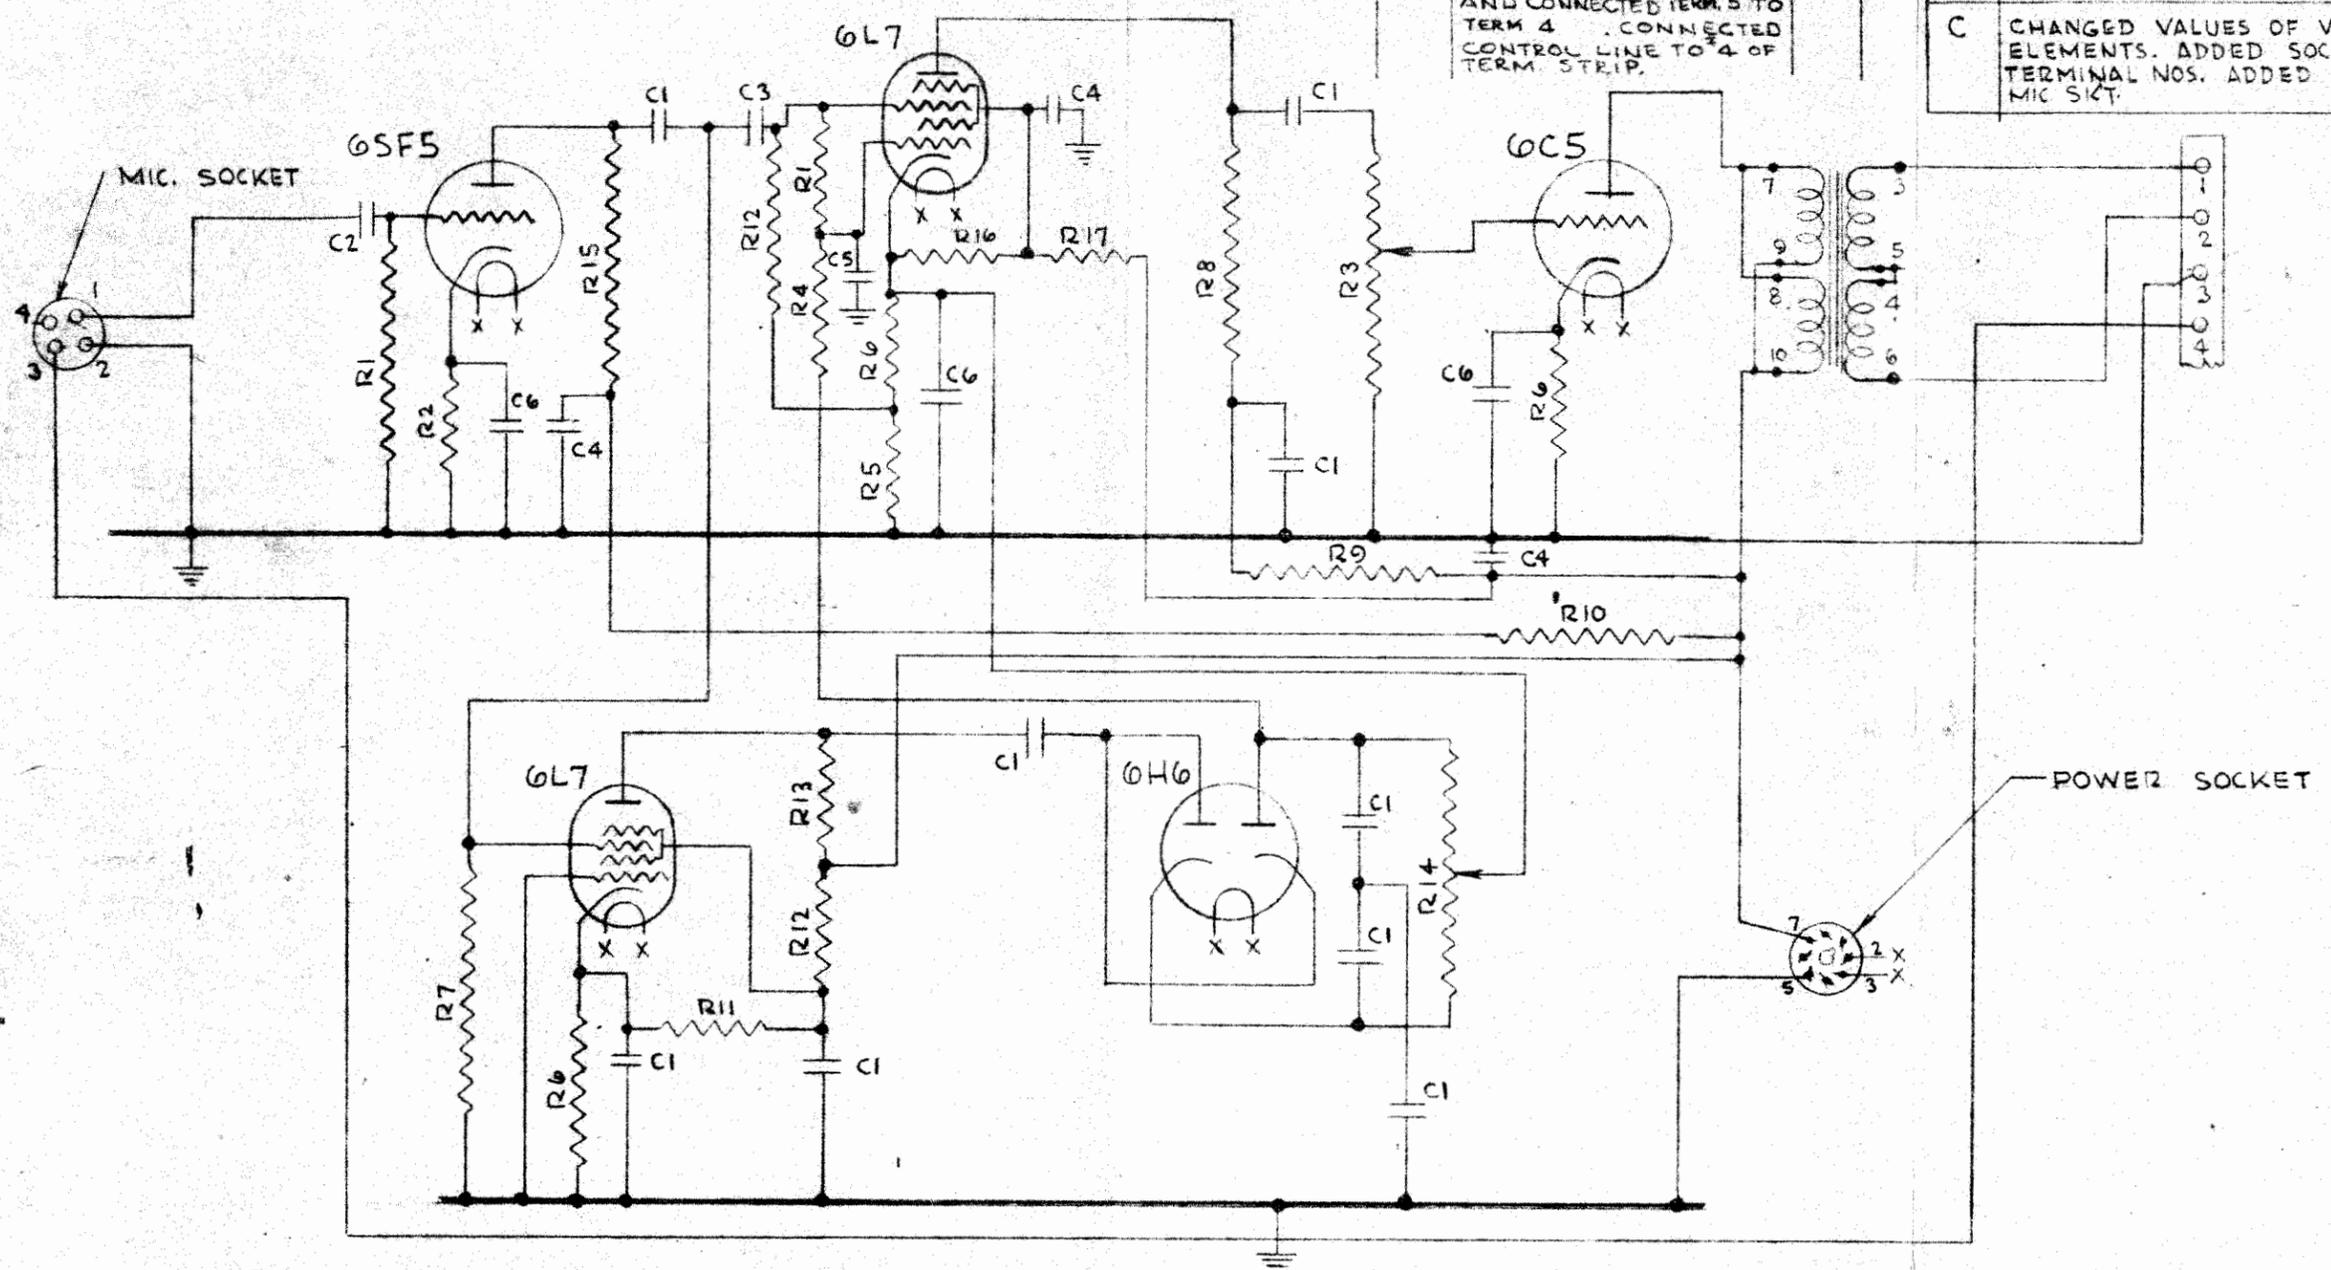 AND CONNECTED TERM. 5 TO
TERM 4 . CONNECTED
CONTROL LINE TO #4 OF
TERM. STRIP.
C
CHANGED VALUES OF
ELEMENTS. ADDED
TERMINAL NOS. ADDED
MIC SKT.
MIC. SOCKET
1
4
3
2
6SF5
C2
R1
R2
C6
C4
R15
C1
C3
6L7
C4
R12
R1
R4
C5
X X
R16
R17
R6
C6
R5
X X
C1
R8
R3
C1
6C5
X X
C6
R6
7
9
8
10
3
5
4
6
1
2
3
4
R9
C4
R10
6L7
X X
R7
R6
C1
R11
R13
R12
C1
C1
6H6
X X
C1
C1
R14
C1
POWER SOCKET
7
2 X
3 X
5